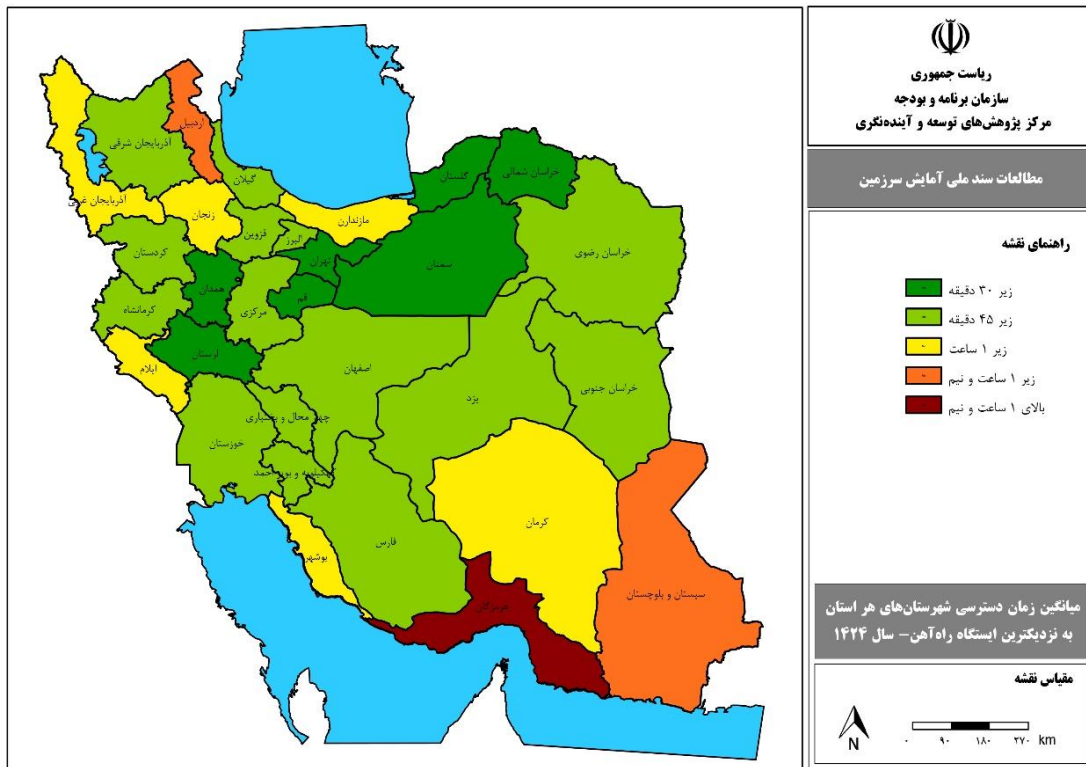 ریاست جمهوری
سازمان برنامه و بودجه
مرکز پژوهش‌های توسعه و آینده‌نگری
مطالعات سند ملی آمایش سرزمین
راهنمای نقشه
زیر ۳۰ دقیقه
زیر ۴۵ دقیقه
زیر ۱ ساعت
زیر ۱ ساعت و نیم
بالای ۱ ساعت و نیم
میانگین زمان دسترسی شهرستان‌های هر استان
به نزدیکترین ایستگاه راه‌آهن– سال ۱۴۲۴
مقیاس نقشه
N
۰ ۹۰ ۱۸۰ ۲۷۰ km
اردبیل
آذربایجان شرقی
گیلان
آذربایجان غربی
زنجان
مازندران
گلستان
خراسان شمالی
خراسان رضوی
کردستان
قزوین
البرز
تهران
سمنان
همدان
قم
مرکزی
کرمانشاه
لرستان
ایلام
اصفهان
یزد
خراسان جنوبی
چهار محال و بختیاری
خوزستان
کهگیلویه و بویراحمد
کرمان
فارس
بوشهر
سیستان و بلوچستان
هرمزگان